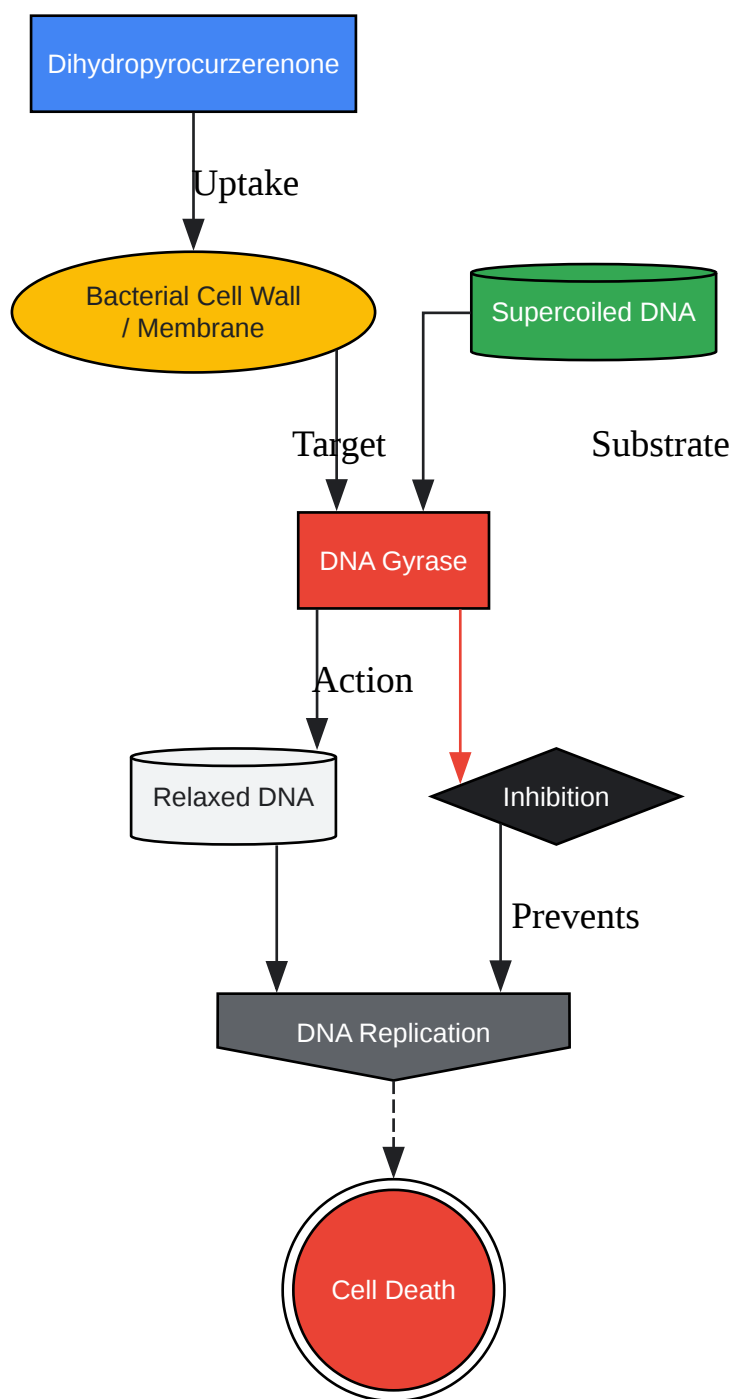 Dihydropyrocurzerenone
Uptake
Bacterial Cell Wall
/ Membrane
Supercoiled DNA
Target
Substrate
DNA Gyrase
Action
Relaxed DNA
Inhibition
Prevents
DNA Replication
Cell Death